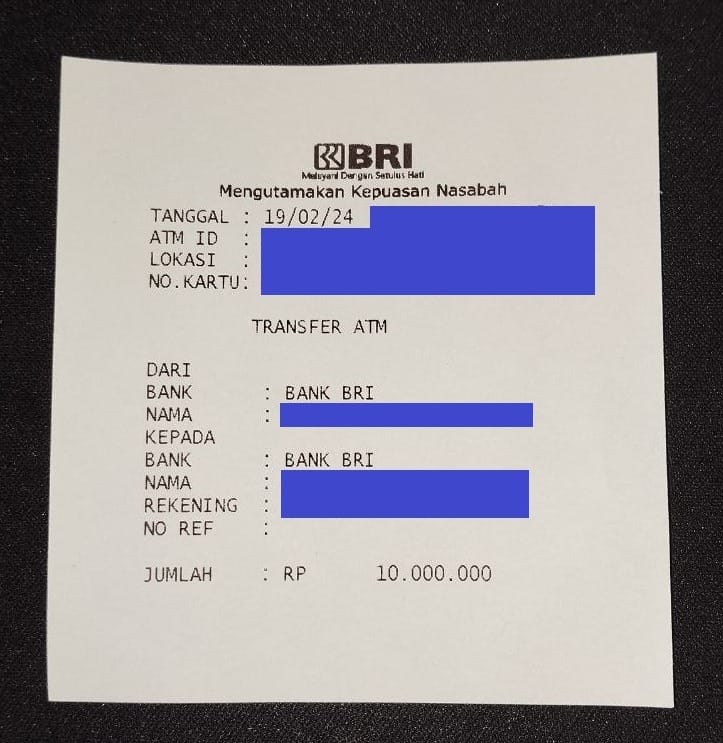 BRI
Melayani Dengan Setulus Hati
Mengutamakan Kepuasan Nasabah
TANGGAL : 19/02/24
ATM ID :
LOKASI :
NO.KARTU:
TRANSFER ATM
DARI
BANK : BANK BRI
NAMA :
KEPADA
BANK : BANK BRI
NAMA :
REKENING :
NO REF :
JUMLAH : RP 10.000.000